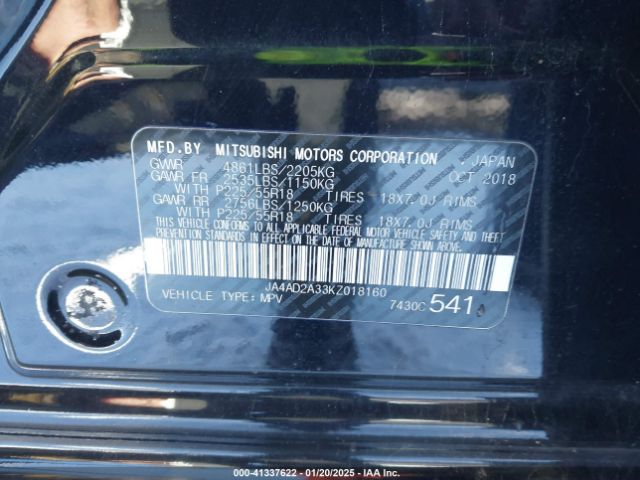 MFD.BY MITSUBISHI MOTORS CORPORATION , JAPAN
GVWR 4861LBS/2205KG OCT 2018
GAWR FR 2535LBS/1150KG
WITH P225/55R18 TIRES 18X7.0J RIMS
GAWR RR 2756LBS/1250KG
WITH P225/55R18 TIRES 18X7.0J RIMS
THIS VEHICLE CONFORMS TO ALL APPLICABLE FEDERAL MOTOR VEHICLE SAFETY AND THEFT
PREVENTION STANDARDS IN EFFECT ON THE DATE OF MANUFACTURE SHOWN ABOVE.
JA4AD2A33KZ018160
VEHICLE TYPE: MPV 7430C 541
000-41337622 - 01/20/2025 - IAA Inc.